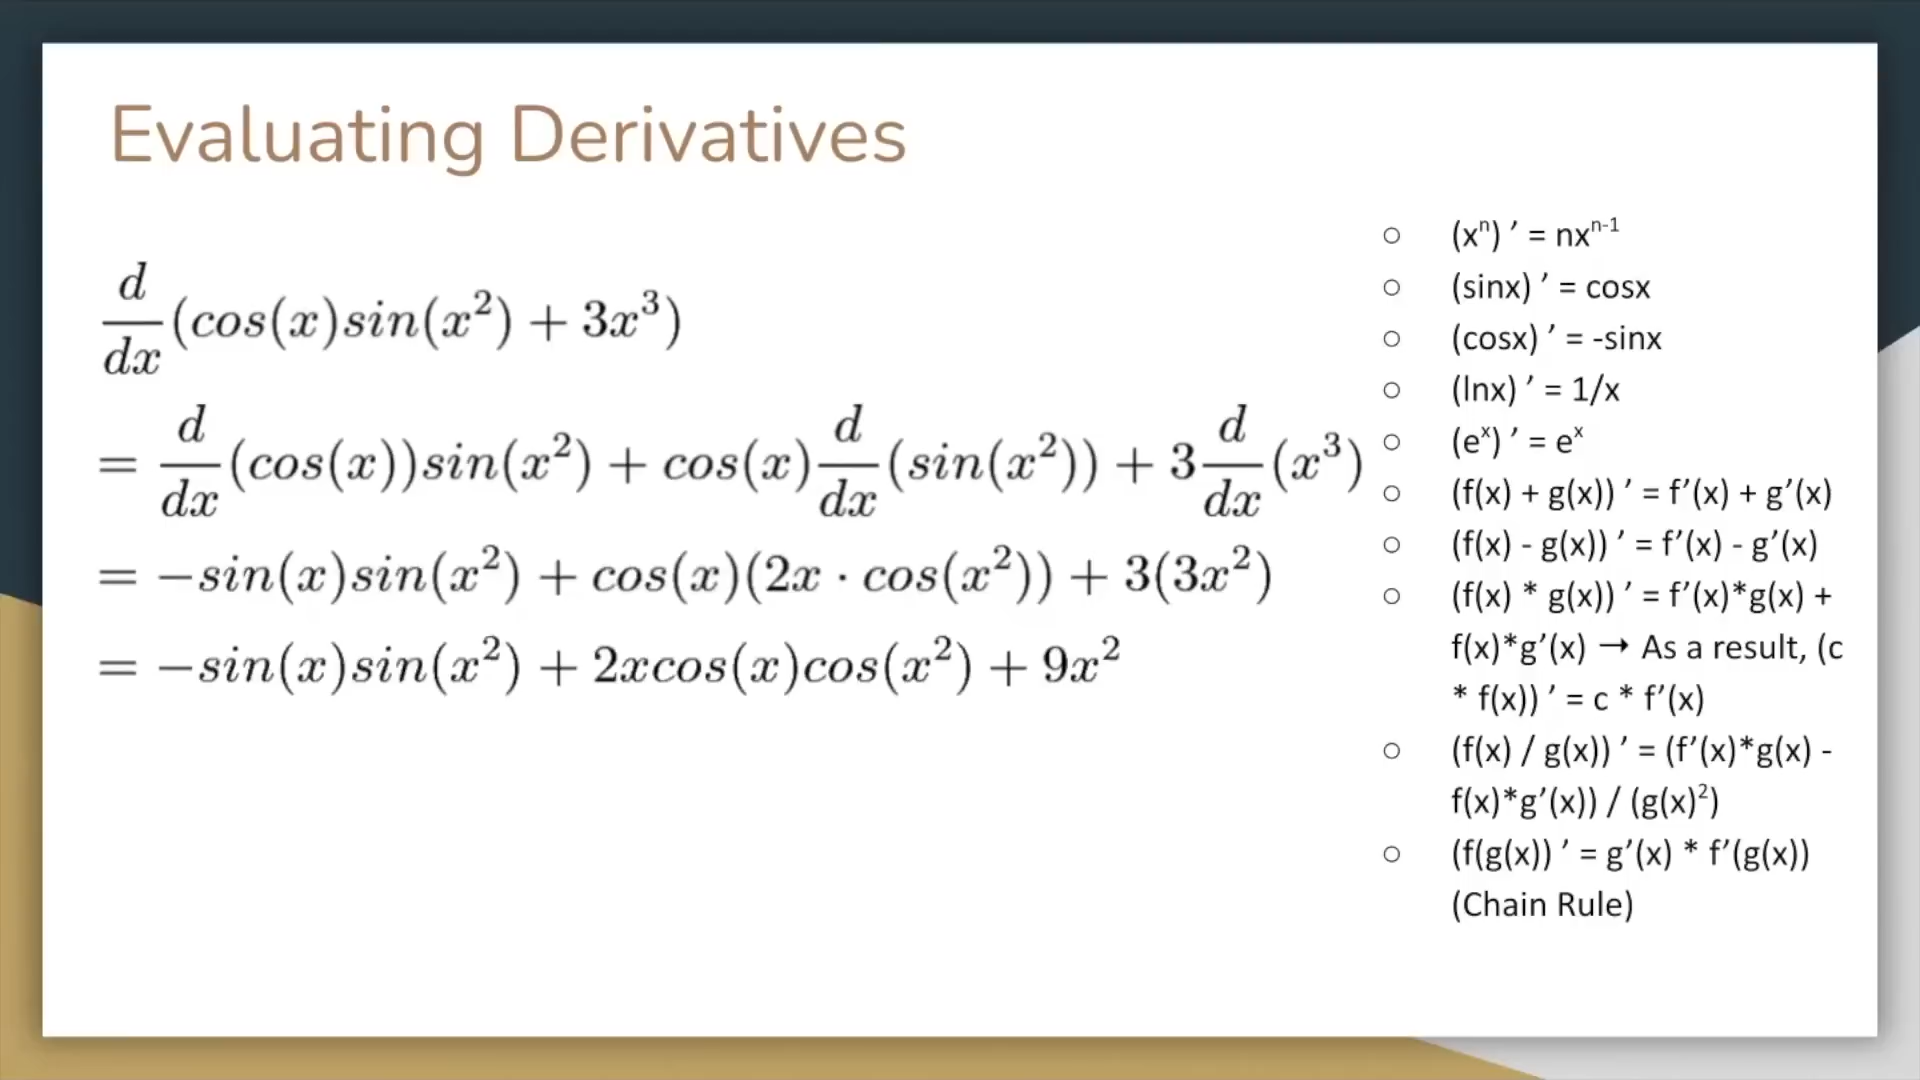 Evaluating Derivatives
d/dx (cos(x)sin(x²) + 3x³)
= d/dx (cos(x))sin(x²) + cos(x) d/dx (sin(x²)) + 3 d/dx (x³)
= −sin(x)sin(x²) + cos(x)(2x · cos(x²)) + 3(3x²)
= −sin(x)sin(x²) + 2xcos(x)cos(x²) + 9x²
○ (xⁿ) ’ = nxⁿ⁻¹
○ (sinx) ’ = cosx
○ (cosx) ’ = -sinx
○ (lnx) ’ = 1/x
○ (eˣ) ’ = eˣ
○ (f(x) + g(x)) ’ = f’(x) + g’(x)
○ (f(x) - g(x)) ’ = f’(x) - g’(x)
○ (f(x) * g(x)) ’ = f’(x)*g(x) +
f(x)*g’(x) → As a result, (c
* f(x)) ’ = c * f’(x)
○ (f(x) / g(x)) ’ = (f’(x)*g(x) -
f(x)*g’(x)) / (g(x)²)
○ (f(g(x)) ’ = g’(x) * f’(g(x))
(Chain Rule)